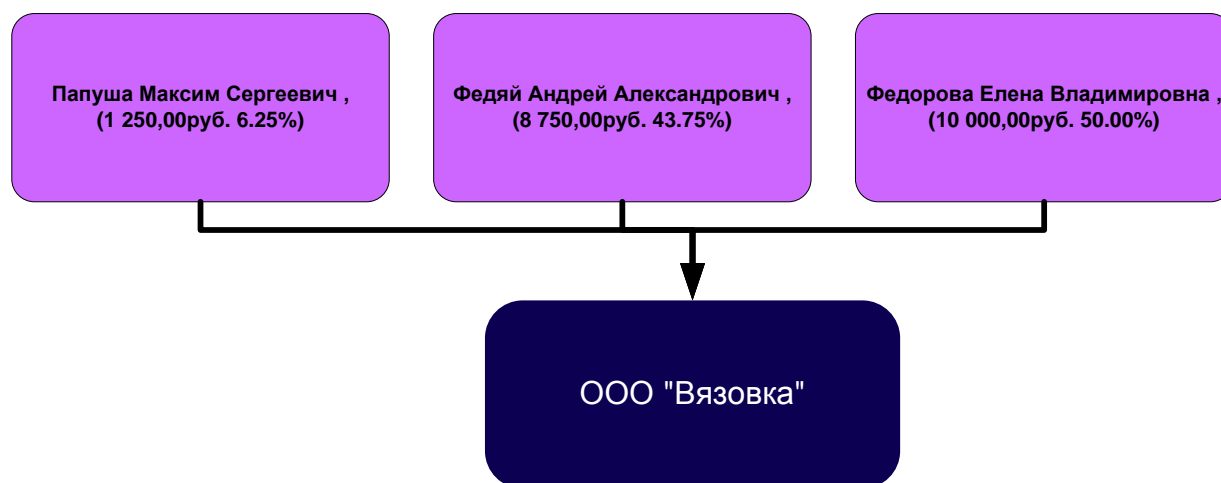 Папуша Максим Сергеевич ,
(1 250,00руб. 6.25%)
Федяй Андрей Александрович ,
(8 750,00руб. 43.75%)
Федорова Елена Владимировна ,
(10 000,00руб. 50.00%)
ООО "Вязовка"